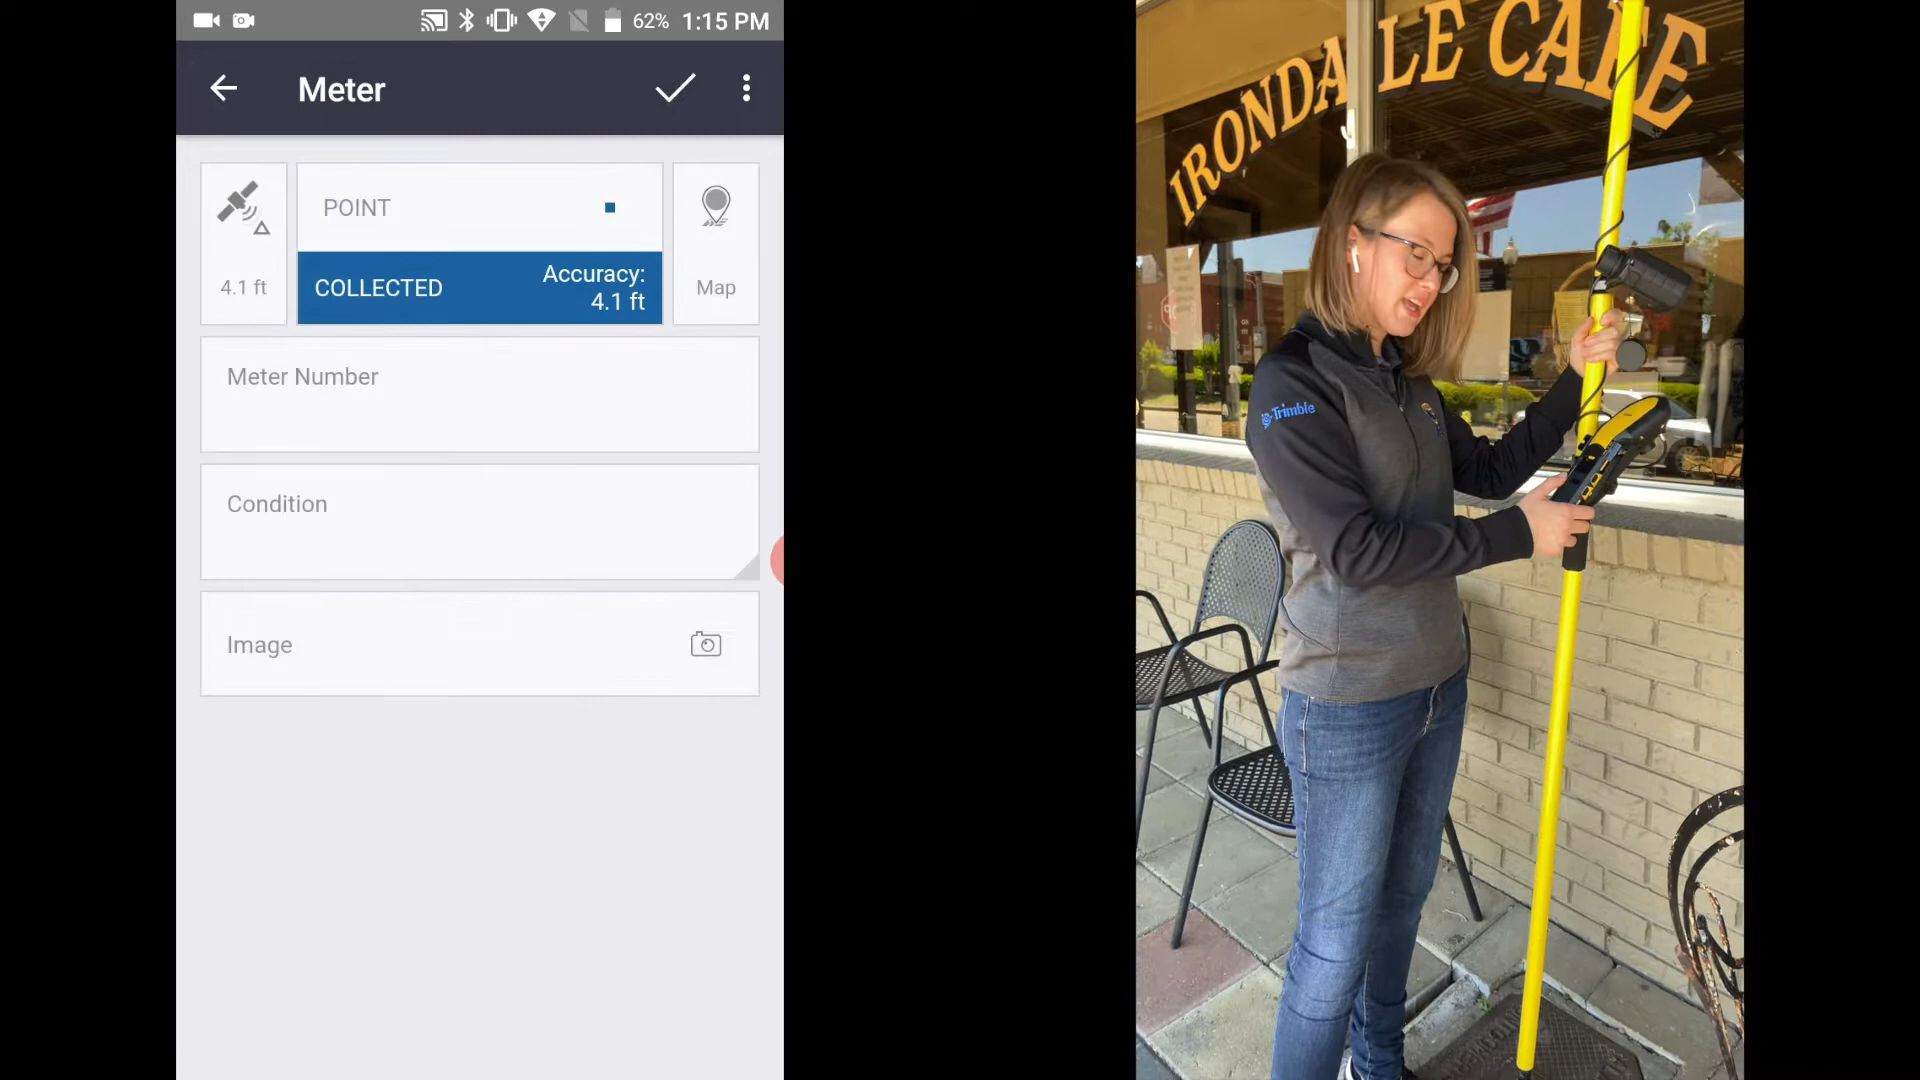 62% 1:15 PM
Meter
POINT
4.1 ft
COLLECTED
Accuracy:
4.1 ft
Map
Meter Number
Condition
Image
IRONDALE CAFE
Trimble